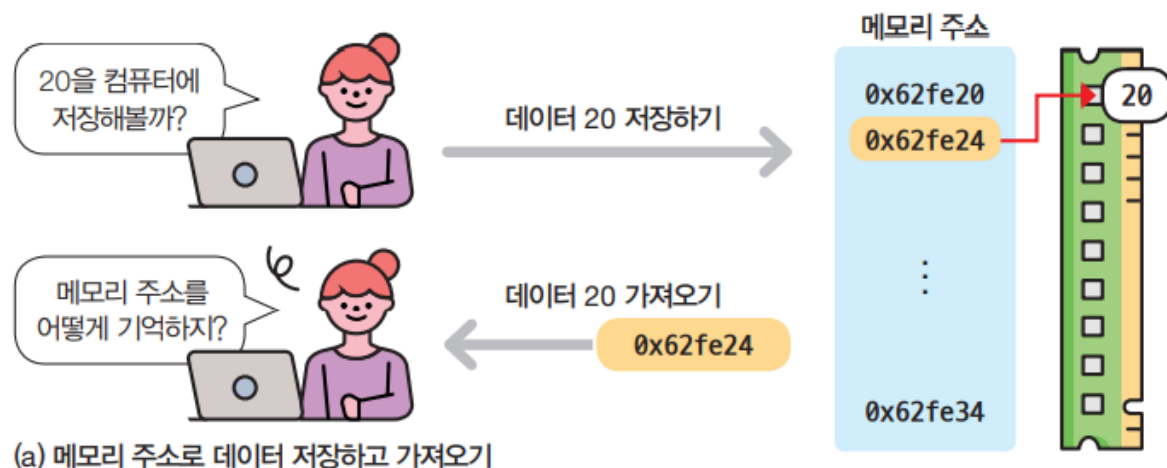 메모리 주소
20을 컴퓨터에
저장해볼까?
데이터 20 저장하기
0x62fe20
0x62fe24
20
메모리 주소를
어떻게 기억하지?
데이터 20 가져오기
0x62fe24
⋮
0x62fe34
(a) 메모리 주소로 데이터 저장하고 가져오기